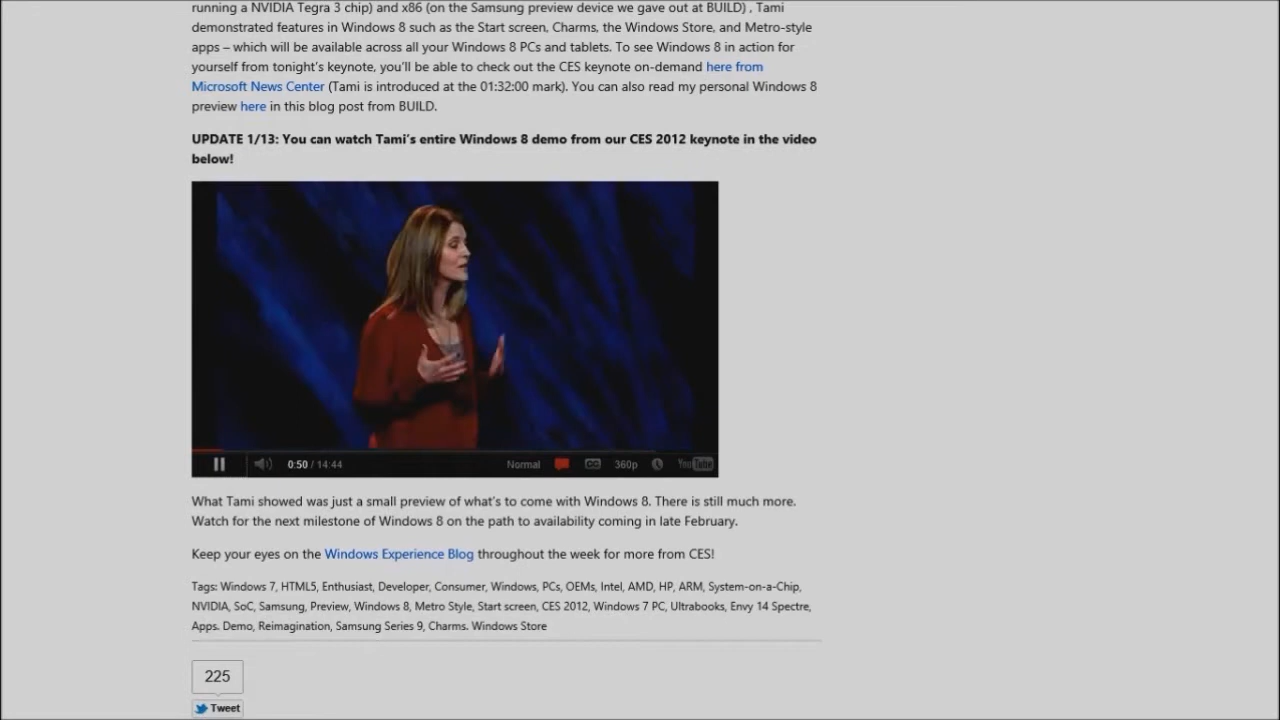 running a NVIDIA Tegra 3 chip) and x86 (on the Samsung preview device we gave out at BUILD) , Tami
demonstrated features in Windows 8 such as the Start screen, Charms, the Windows Store, and Metro-style
apps – which will be available across all your Windows 8 PCs and tablets. To see Windows 8 in action for
yourself from tonight's keynote, you'll be able to check out the CES keynote on-demand here from
Microsoft News Center (Tami is introduced at the 01:32:00 mark). You can also read my personal Windows 8
preview here in this blog post from BUILD.
UPDATE 1/13: You can watch Tami's entire Windows 8 demo from our CES 2012 keynote in the video
below!
0:50 / 14:44 Normal CC 360p YouTube
What Tami showed was just a small preview of what's to come with Windows 8. There is still much more.
Watch for the next milestone of Windows 8 on the path to availability coming in late February.
Keep your eyes on the Windows Experience Blog throughout the week for more from CES!
Tags: Windows 7, HTML5, Enthusiast, Developer, Consumer, Windows, PCs, OEMs, Intel, AMD, HP, ARM, System-on-a-Chip,
NVIDIA, SoC, Samsung, Preview, Windows 8, Metro Style, Start screen, CES 2012, Windows 7 PC, Ultrabooks, Envy 14 Spectre,
Apps. Demo, Reimagination, Samsung Series 9, Charms. Windows Store
225
Tweet